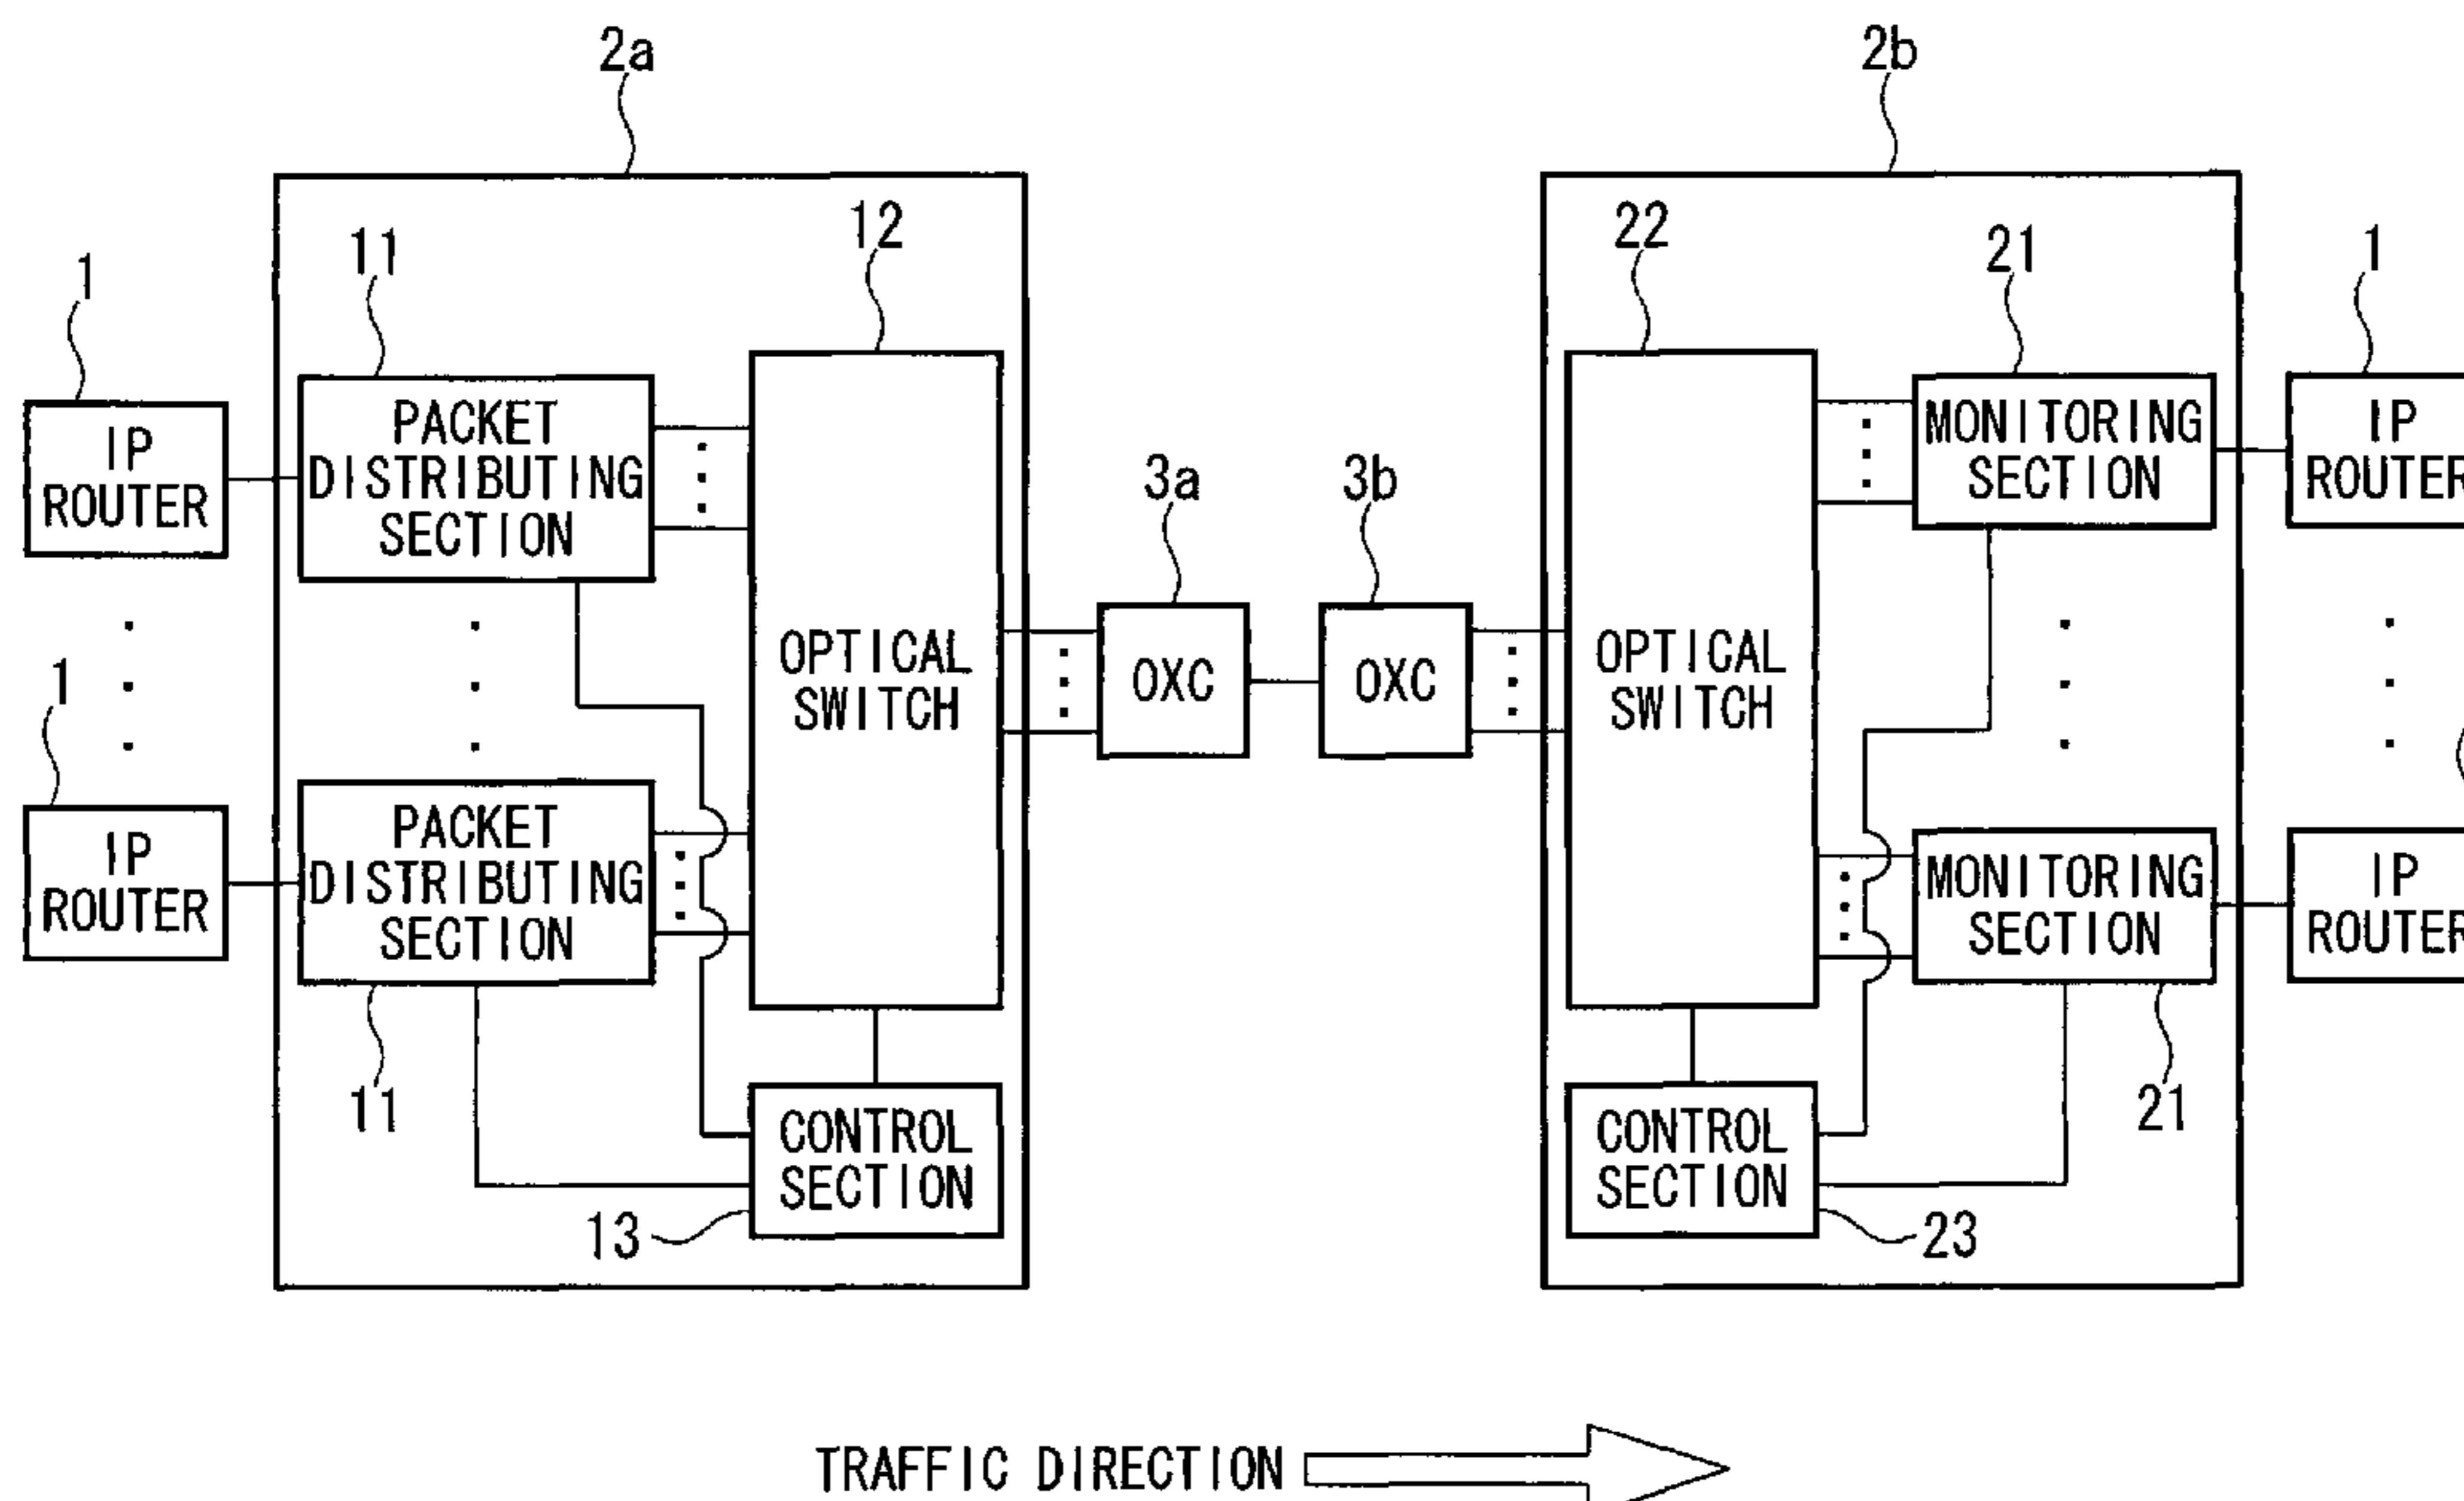 2a
2b
12
22
11
21
1
1
PACKET
DISTRIBUTING
SECTION
MONITORING
SECTION
IP
ROUTER
IP
ROUTER
3a
3b
OPTICAL
SWITCH
OXC
OXC
OPTICAL
SWITCH
1
PACKET
DISTRIBUTING
SECTION
MONITORING
SECTION
IP
ROUTER
IP
ROUTER
11
21
CONTROL
SECTION
CONTROL
SECTION
13
23
TRAFFIC DIRECTION